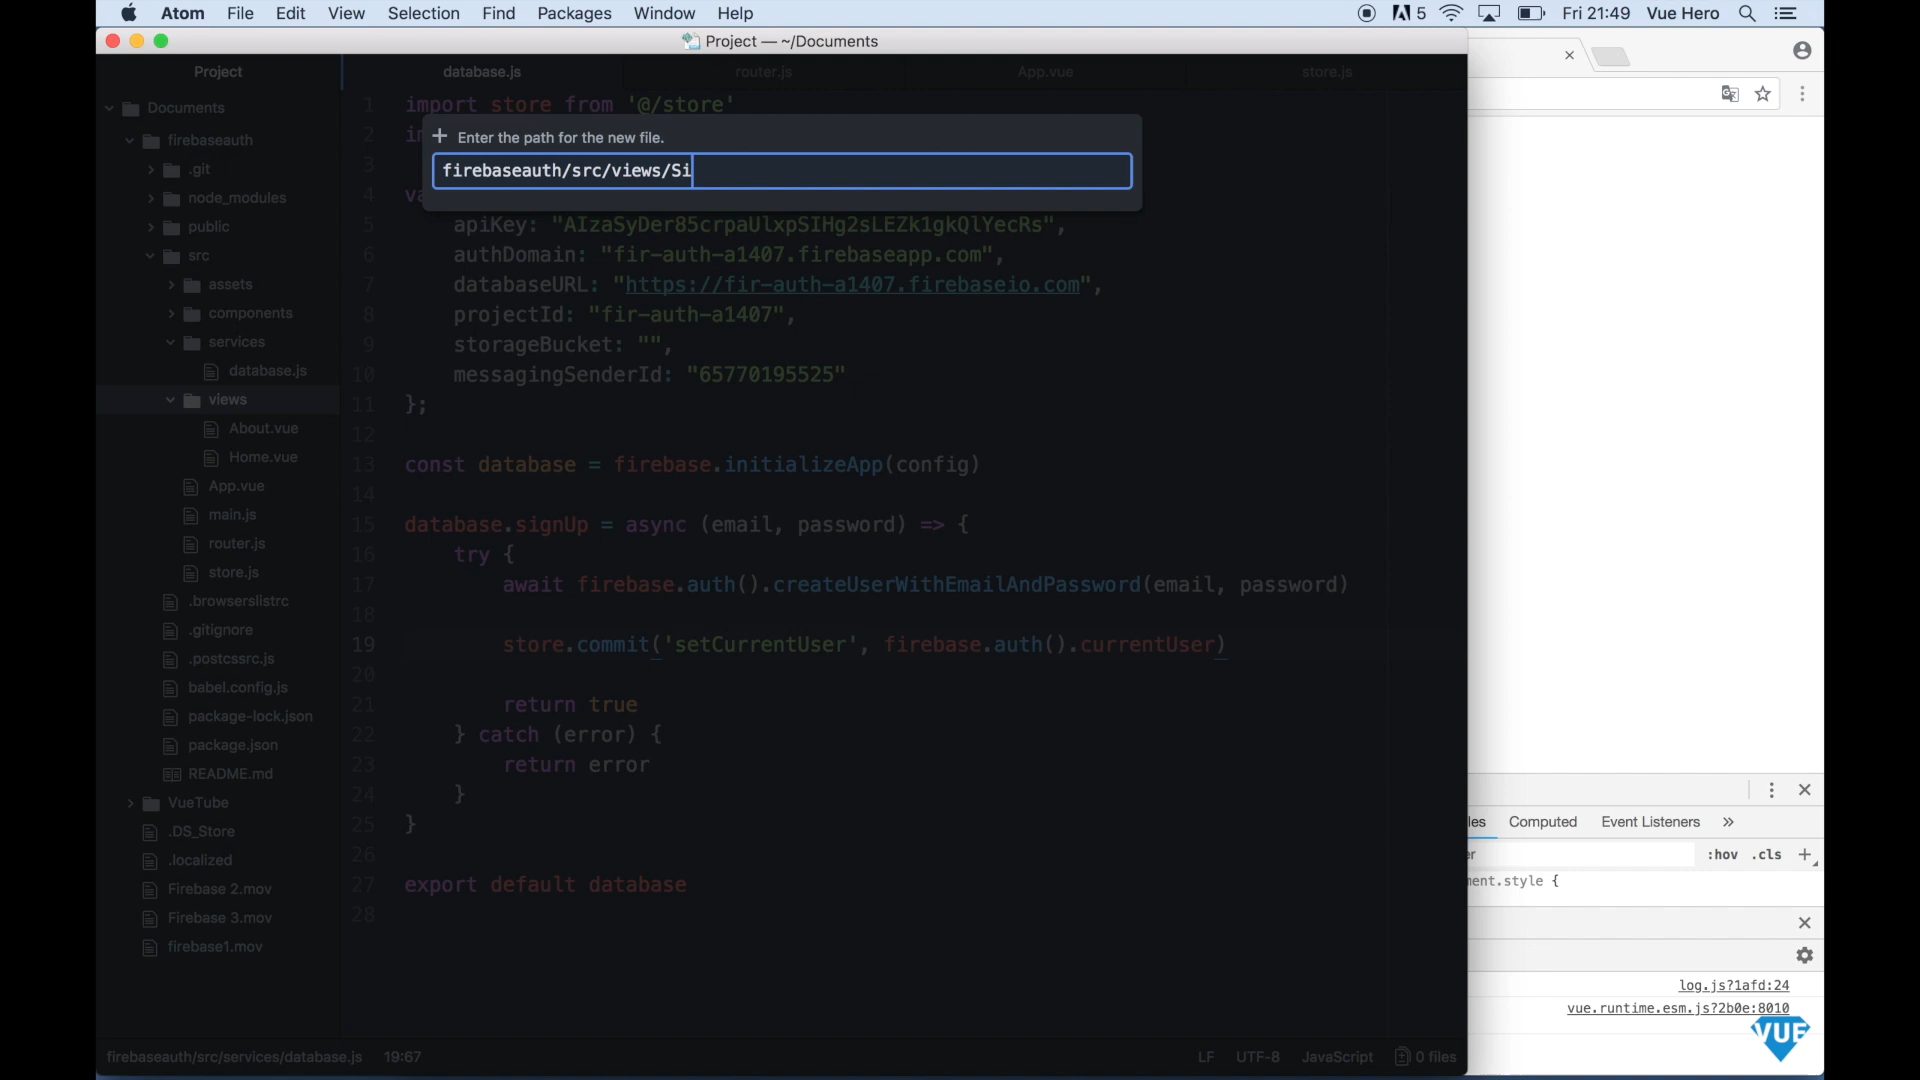 Atom File Edit View Selection Find Packages Window Help 5 Fri 21:49 Vue Hero
Project — ~/Documents
Project
database.js router.js App.vue store.js
Documents
firebaseauth
.git
node_modules
public
src
assets
components
services
database.js
views
About.vue
Home.vue
App.vue
main.js
router.js
store.js
.browserslistrc
.gitignore
.postcssrc.js
babel.config.js
package-lock.json
package.json
README.md
VueTube
.DS_Store
.localized
Firebase 2.mov
Firebase 3.mov
firebase1.mov
Enter the path for the new file.
firebaseauth/src/views/Si
1 import store from '@/store'
2 im
3
4 va
5 apiKey: "AIzaSyDer85crpaUlxpSIHg2sLEZk1gkQlYecRs",
6 authDomain: "fir-auth-a1407.firebaseapp.com",
7 databaseURL: "https://fir-auth-a1407.firebaseio.com",
8 projectId: "fir-auth-a1407",
9 storageBucket: "",
10 messagingSenderId: "65770195525"
11 };
12
13 const database = firebase.initializeApp(config)
14
15 database.signUp = async (email, password) => {
16 try {
17 await firebase.auth().createUserWithEmailAndPassword(email, password)
18
19 store.commit('setCurrentUser', firebase.auth().currentUser)
20
21 return true
22 } catch (error) {
23 return error
24 }
25 }
26
27 export default database
28
firebaseauth/src/services/database.js 19:67 LF UTF-8 JavaScript 0 files
les Computed Event Listeners »
er :hov .cls +
ment.style {
log.js?1afd:24
vue.runtime.esm.js?2b0e:8010
VUE